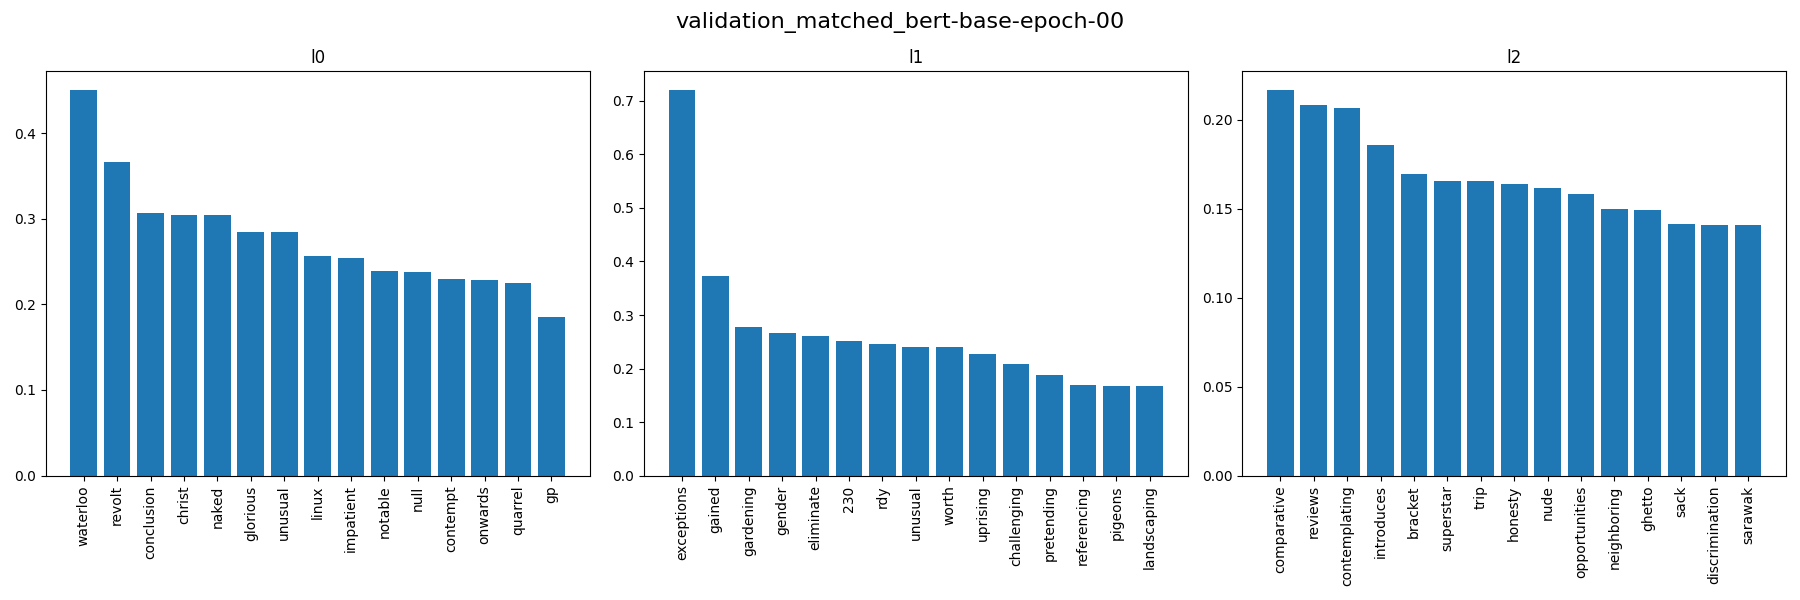 validation_matched_bert-base-epoch-00
l0
0.4
0.3
0.2
0.1
0.0
waterloo
revolt
conclusion
christ
naked
glorious
unusual
linux
impatient
notable
null
contempt
onwards
quarrel
gp
l1
0.7
0.6
0.5
0.4
0.3
0.2
0.1
0.0
exceptions
gained
gardening
gender
eliminate
230
rdy
unusual
worth
uprising
challenging
pretending
referencing
pigeons
landscaping
l2
0.20
0.15
0.10
0.05
0.00
comparative
reviews
contemplating
introduces
bracket
superstar
trip
honesty
nude
opportunities
neighboring
ghetto
sack
discrimination
sarawak